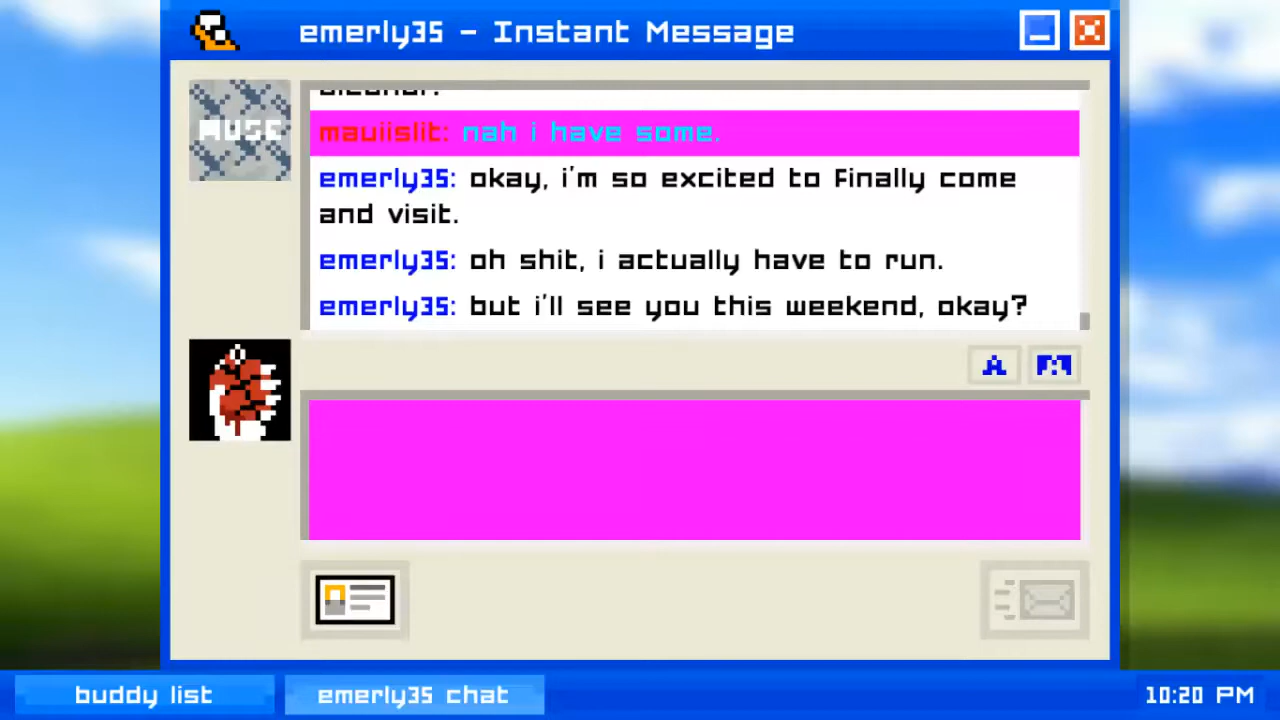 emerly35 - Instant Message
MUSE
alcohol.
mauiislit: nah i have some.
emerly35: okay, i'm so excited to finally come
and visit.
emerly35: oh shit, i actually have to run.
emerly35: but i'll see you this weekend, okay?
A
buddy list
emerly35 chat
10:20 PM